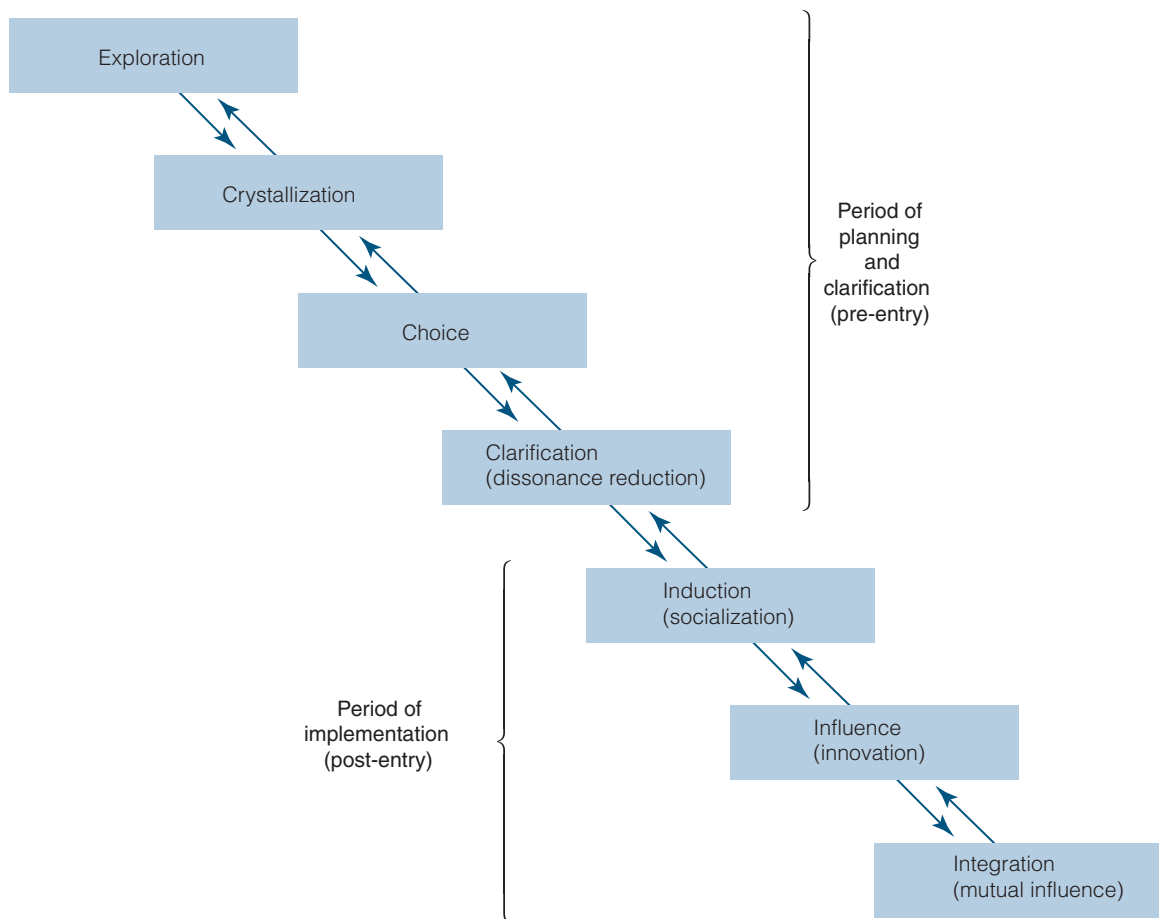 Exploration
Crystallization
Period of
planning
and
clarification
(pre-entry)
Choice
Clarification
(dissonance reduction)
Induction
(socialization)
Period of
implementation
(post-entry)
Influence
(innovation)
Integration
(mutual influence)